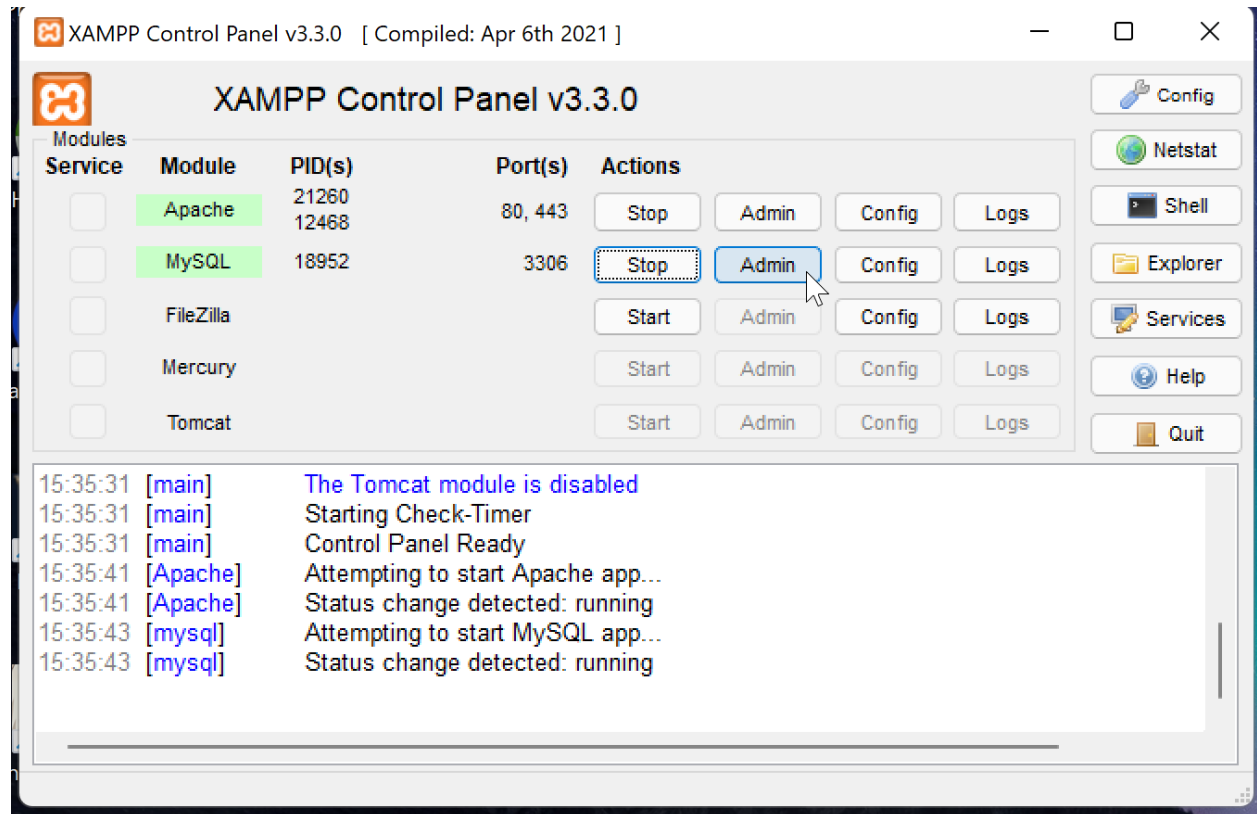 XAMPP Control Panel v3.3.0 [ Compiled: Apr 6th 2021 ]
XAMPP Control Panel v3.3.0
Config
Modules
Service Module PID(s) Port(s) Actions
Netstat
Apache 21260 12468 80, 443 Stop Admin Config Logs
Shell
MySQL 18952 3306 Stop Admin Config Logs
Explorer
FileZilla Start Admin Config Logs
Services
Mercury Start Admin Config Logs
Help
Tomcat Start Admin Config Logs
Quit
15:35:31 [main] The Tomcat module is disabled
15:35:31 [main] Starting Check-Timer
15:35:31 [main] Control Panel Ready
15:35:41 [Apache] Attempting to start Apache app...
15:35:41 [Apache] Status change detected: running
15:35:43 [mysql] Attempting to start MySQL app...
15:35:43 [mysql] Status change detected: running